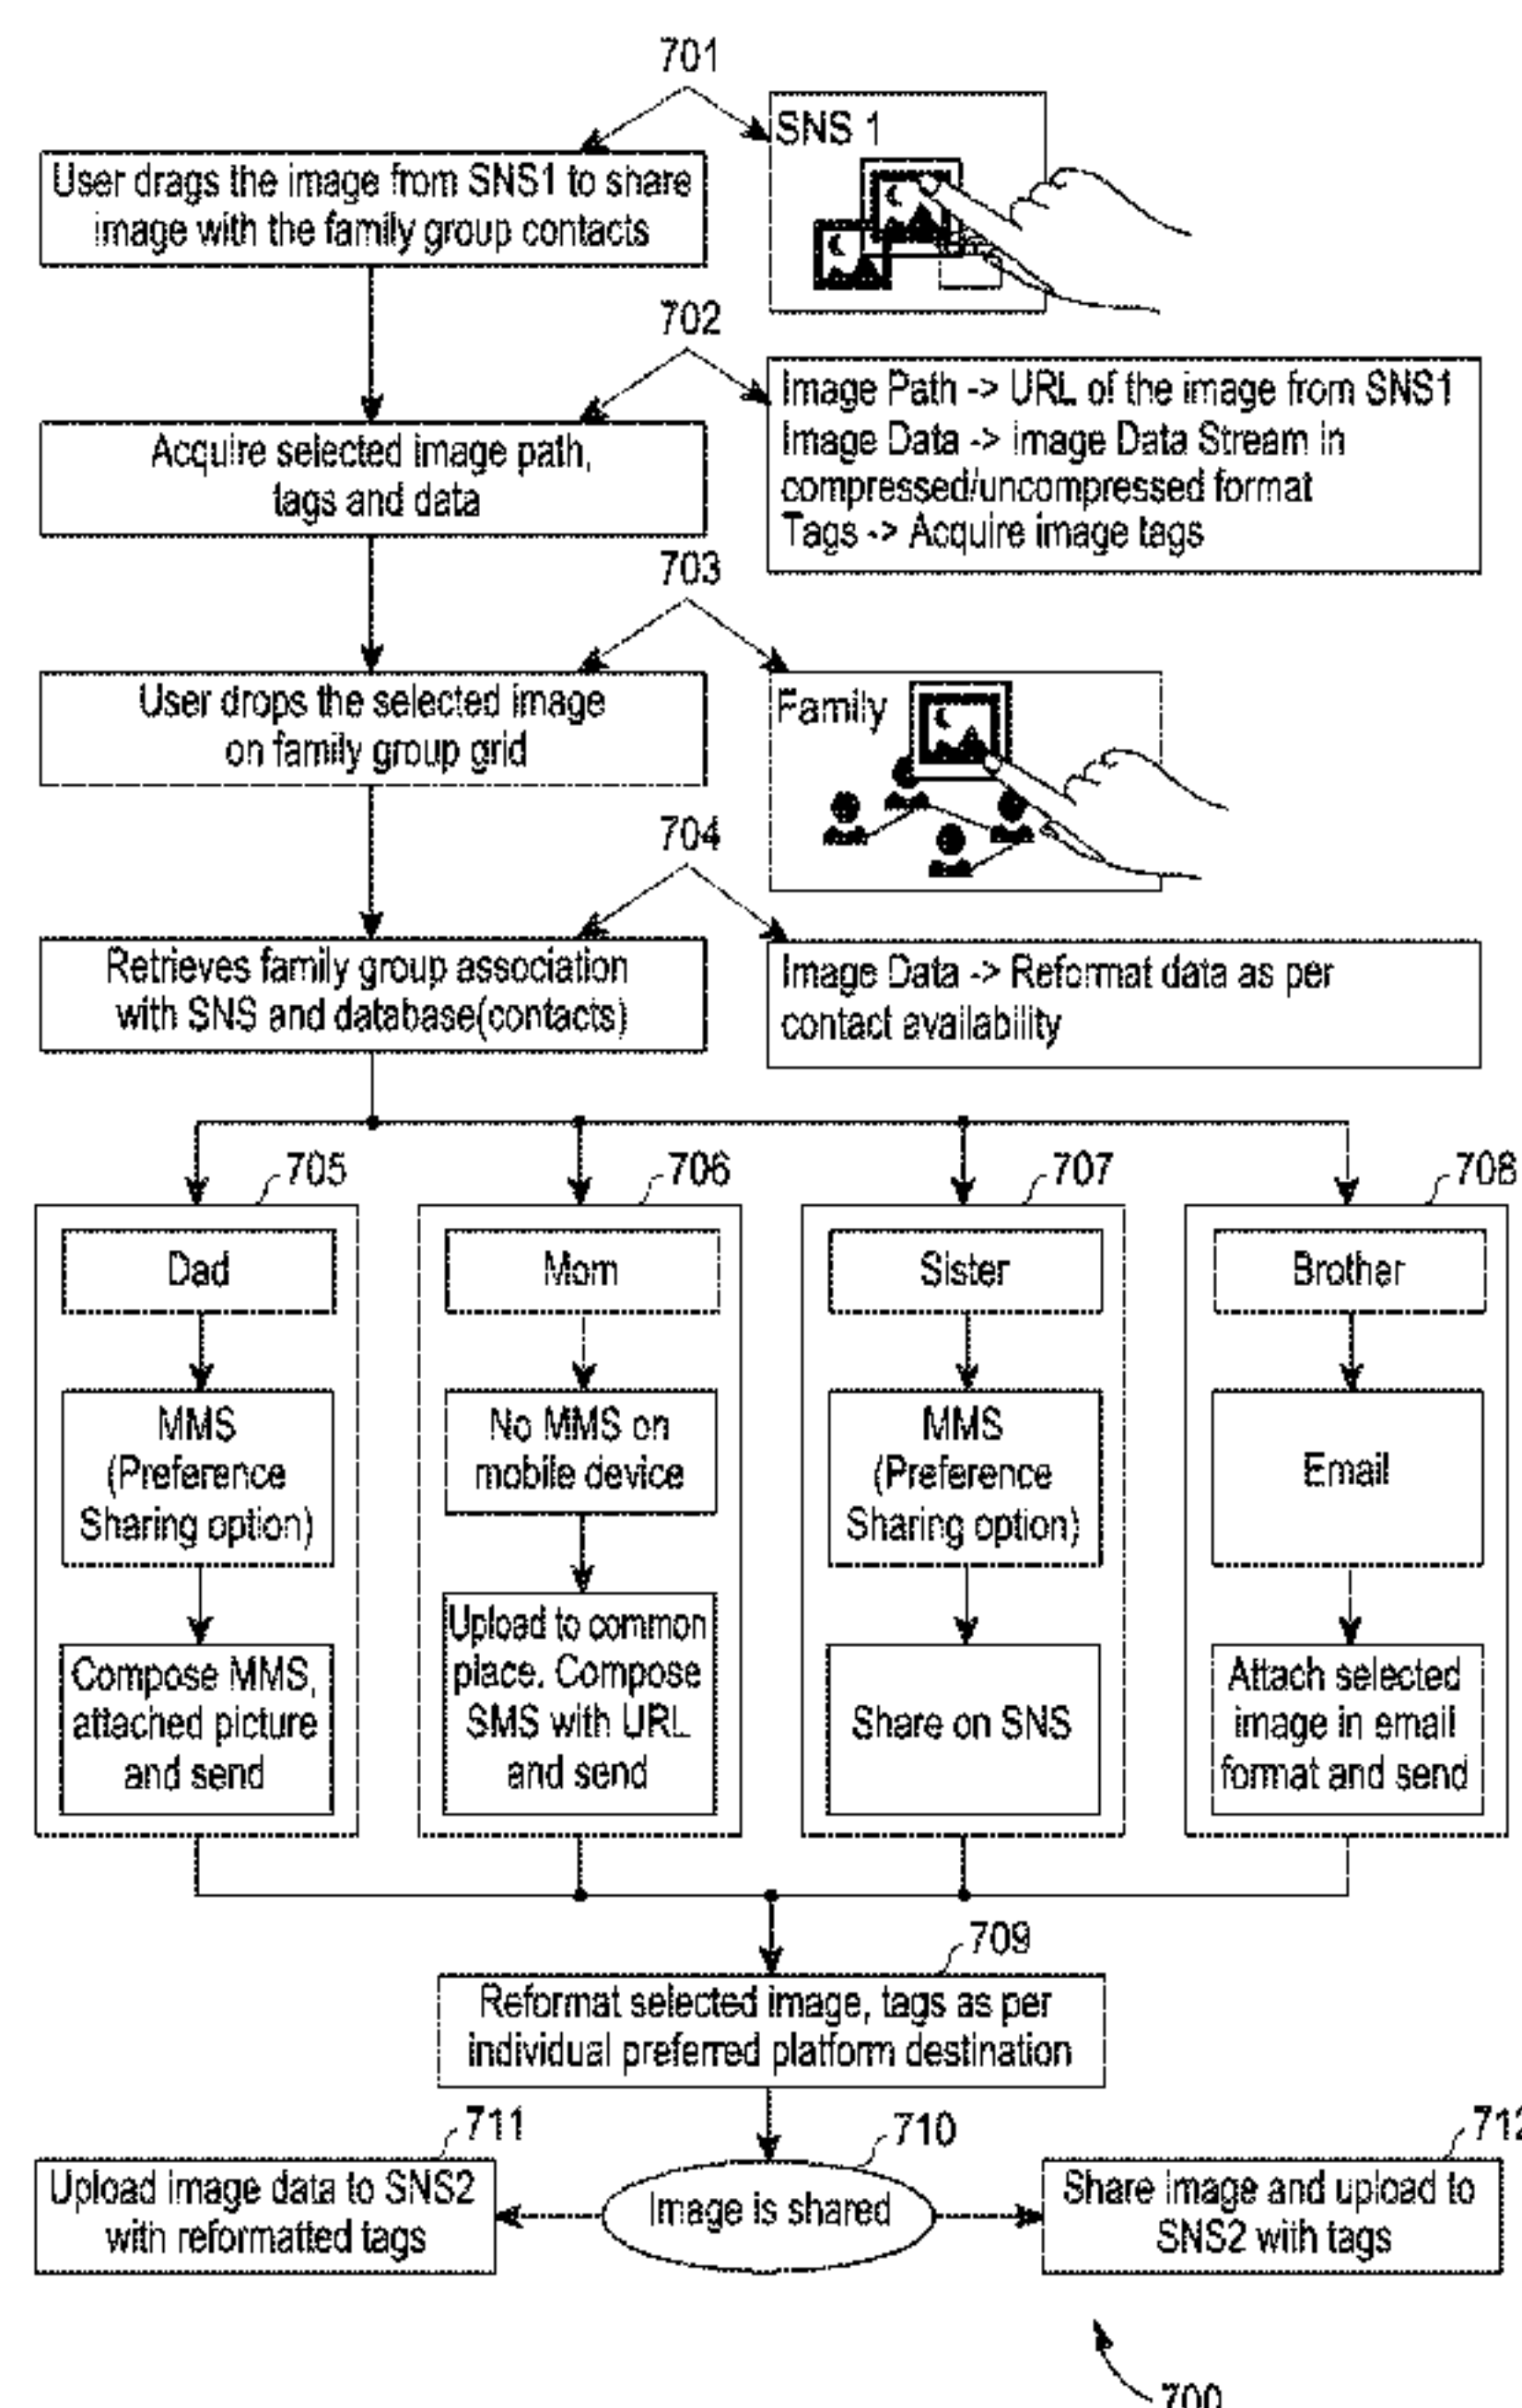 701
SNS 1
User drags the image from SNS1 to share
image with the family group contacts
702
Image Path -> URL of the image from SNS1
Image Data -> image Data Stream in
compressed/uncompressed format
Tags -> Acquire image tags
Acquire selected image path,
tags and data
703
User drops the selected image
on family group grid
Family
704
Retrieves family group association
with SNS and database(contacts)
Image Data -> Reformat data as per
contact availability
705
Dad
MMS
(Preference
Sharing option)
Compose MMS,
attached picture
and send
706
Mom
No MMS on
mobile device
Upload to common
place. Compose
SMS with URL
and send
707
Sister
MMS
(Preference
Sharing option)
Share on SNS
708
Brother
Email
Attach selected
image in email
format and send
709
Reformat selected image, tags as per
individual preferred platform destination
711
Upload image data to SNS2
with reformatted tags
710
Image is shared
712
Share image and upload to
SNS2 with tags
700